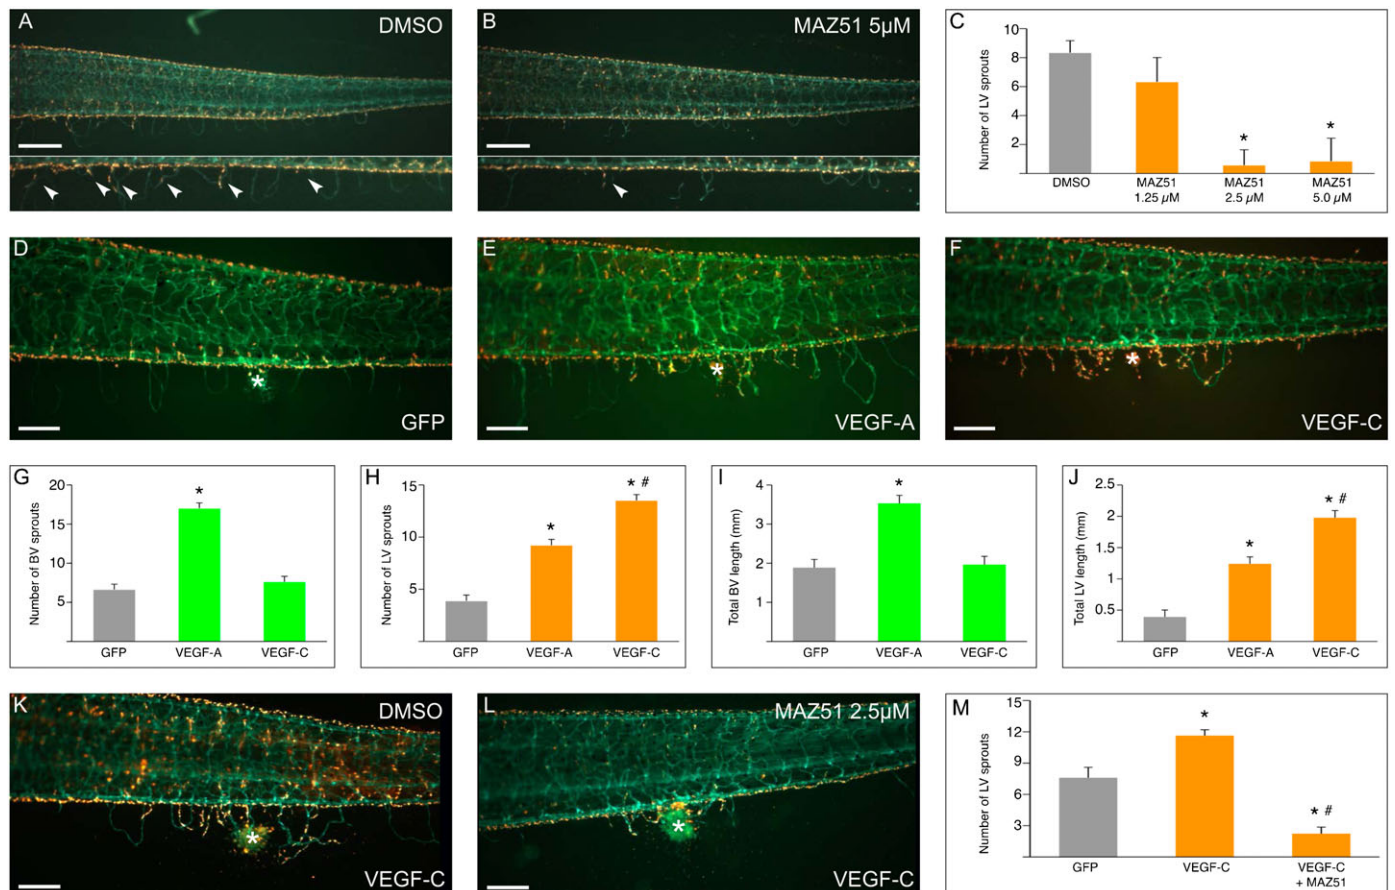 A
DMSO
B
MAZ51 5µM
C
Number of LV sprouts
10
8
6
4
2
*
*
DMSO
MAZ51
1.25 µM
MAZ51
2.5 µM
MAZ51
5.0 µM
D
*
GFP
E
*
VEGF-A
F
*
VEGF-C
G
Number of BV sprouts
20
15
10
5
*
GFP
VEGF-A
VEGF-C
H
Number of LV sprouts
15
10
5
*
* #
GFP
VEGF-A
VEGF-C
I
Total BV length (mm)
4
3
2
1
*
GFP
VEGF-A
VEGF-C
J
Total LV length (mm)
2.5
2
1.5
1
0.5
*
* #
GFP
VEGF-A
VEGF-C
K
DMSO
*
VEGF-C
L
MAZ51 2.5µM
*
VEGF-C
M
Number of LV sprouts
15
12
9
6
3
*
* #
GFP
VEGF-C
VEGF-C
+ MAZ51